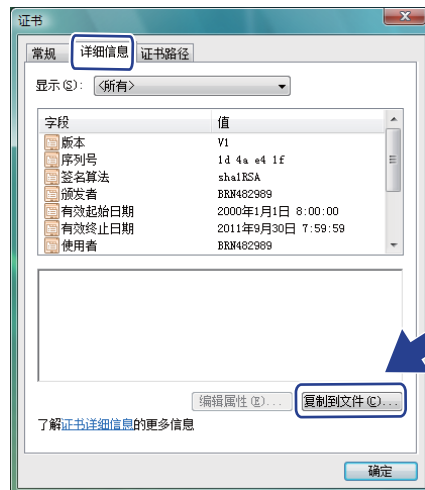 证书
常规 详细信息 证书路径
显示(S): <所有>
字段 值
版本 V1
序列号 1d 4a e4 1f
签名算法 sha1RSA
颁发者 BRN482989
有效起始日期 2000年1月1日 8:00:00
有效终止日期 2011年9月30日 7:59:59
使用者 BRN482989
编辑属性(E)... 复制到文件(C)...
了解证书详细信息的更多信息
确定